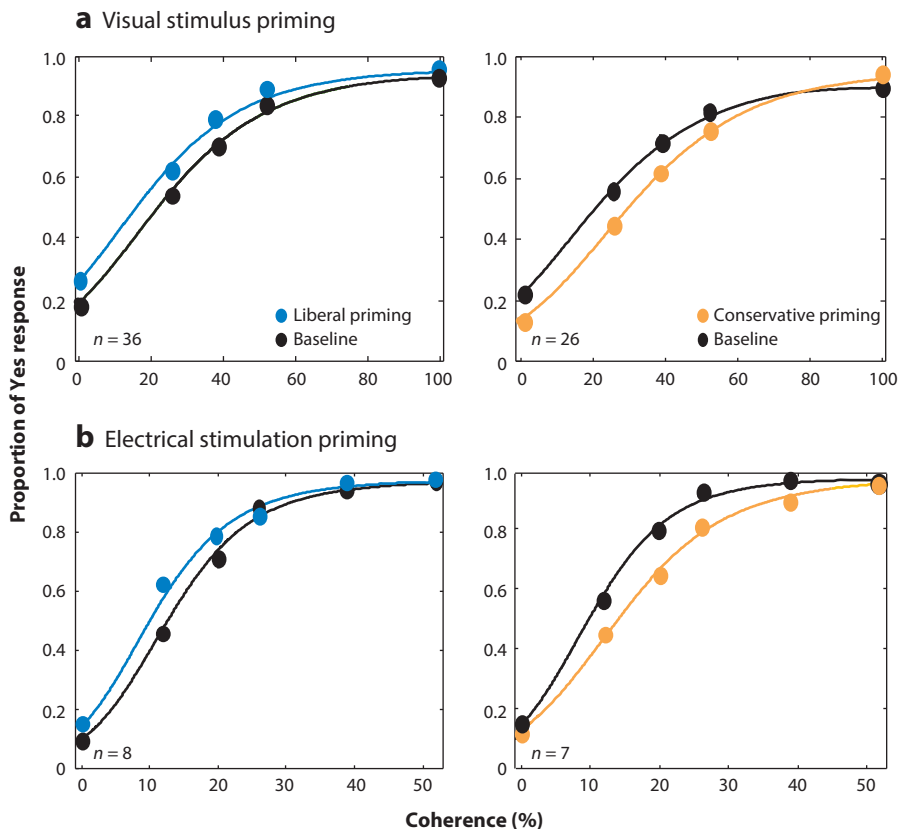 a Visual stimulus priming
1.0
0.8
0.6
0.4
0.2
0
Liberal priming
Baseline
n = 36
0 20 40 60 80 100
1.0
0.8
0.6
0.4
0.2
0
Conservative priming
Baseline
n = 26
0 20 40 60 80 100
Proportion of Yes response
b Electrical stimulation priming
1.0
0.8
0.6
0.4
0.2
0
n = 8
0 10 20 30 40 50
1.0
0.8
0.6
0.4
0.2
0
n = 7
0 10 20 30 40 50
Coherence (%)